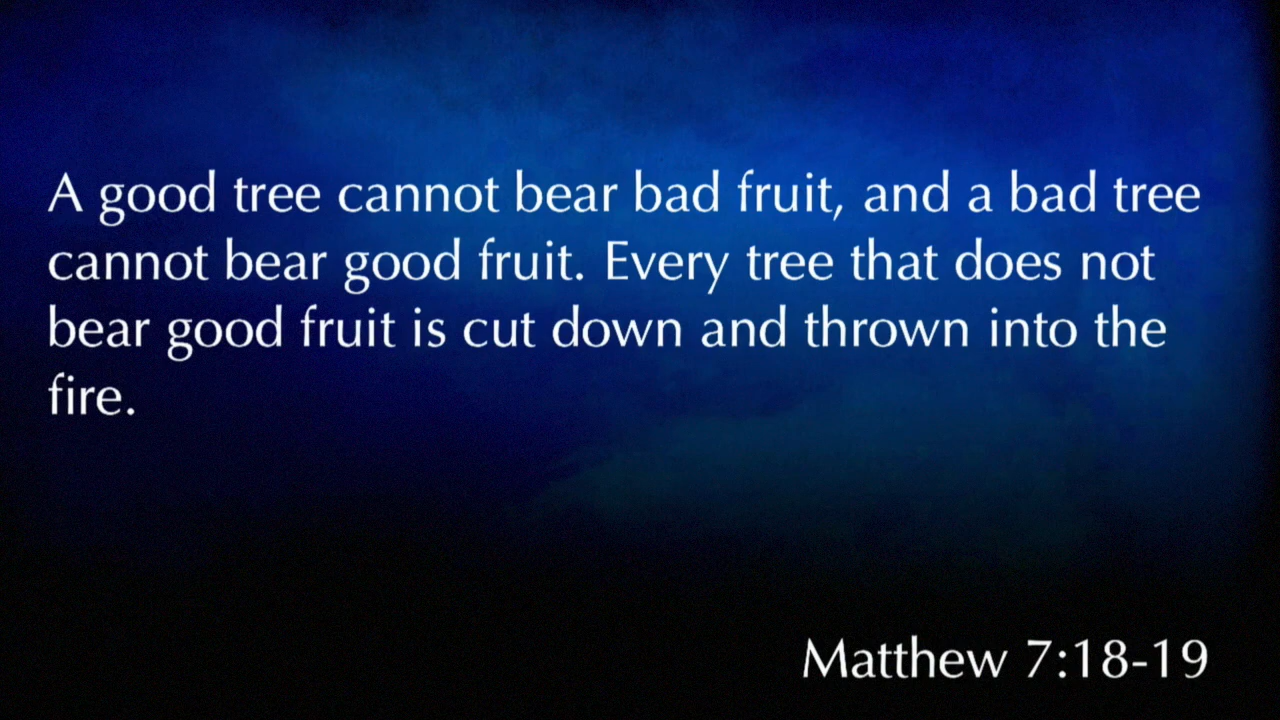 A good tree cannot bear bad fruit, and a bad tree
cannot bear good fruit. Every tree that does not
bear good fruit is cut down and thrown into the
fire.
Matthew 7:18-19